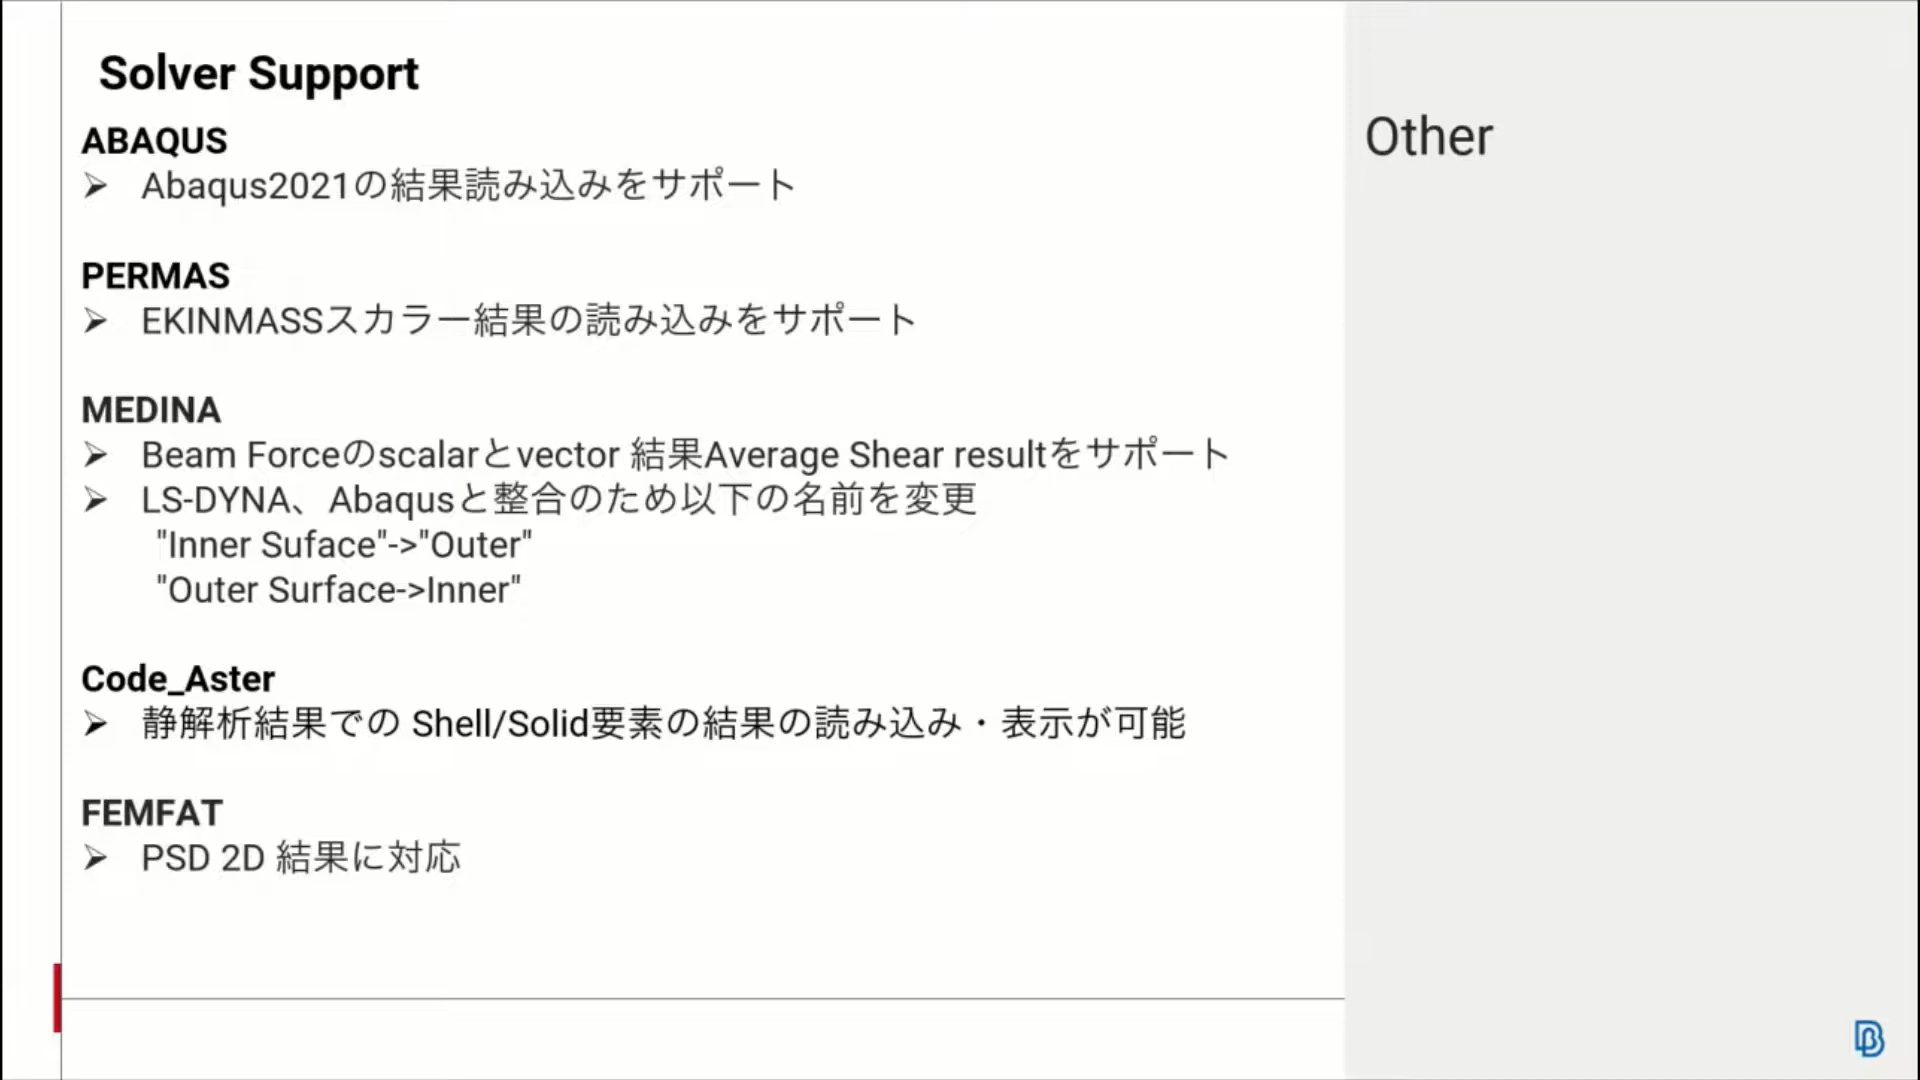 Solver Support
Other
ABAQUS
➢ Abaqus2021の結果読み込みをサポート
PERMAS
➢ EKINMASSスカラー結果の読み込みをサポート
MEDINA
➢ Beam Forceのscalarとvector 結果Average Shear resultをサポート
➢ LS-DYNA、Abaqusと整合のため以下の名前を変更
"Inner Suface"->"Outer"
"Outer Surface->Inner"
Code_Aster
➢ 静解析結果での Shell/Solid要素の結果の読み込み・表示が可能
FEMFAT
➢ PSD 2D 結果に対応